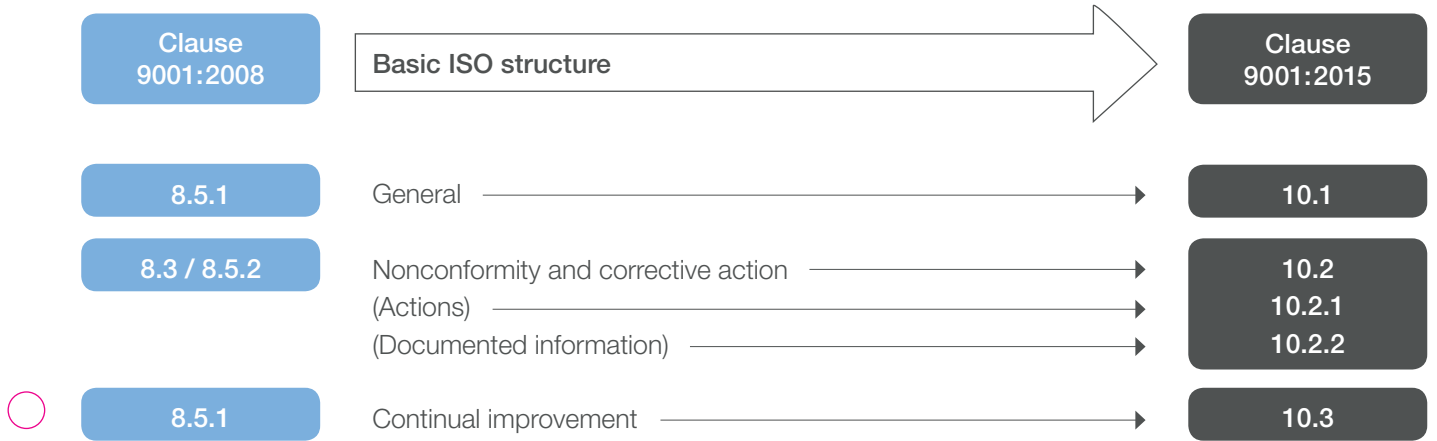 Clause
9001:2008
Basic ISO structure
Clause
9001:2015
8.5.1
General
10.1
8.3 / 8.5.2
Nonconformity and corrective action
10.2
(Actions)
10.2.1
(Documented information)
10.2.2
8.5.1
Continual improvement
10.3